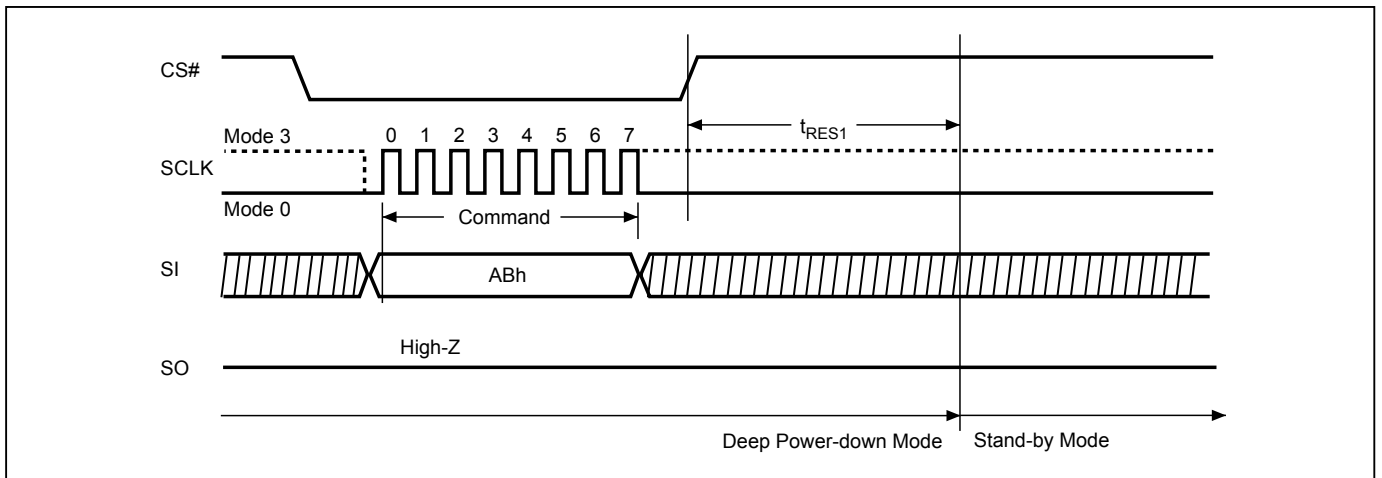 CS#
tRES1
Mode 3
0 1 2 3 4 5 6 7
SCLK
Mode 0
Command
SI
ABh
High-Z
SO
Deep Power-down Mode
Stand-by Mode